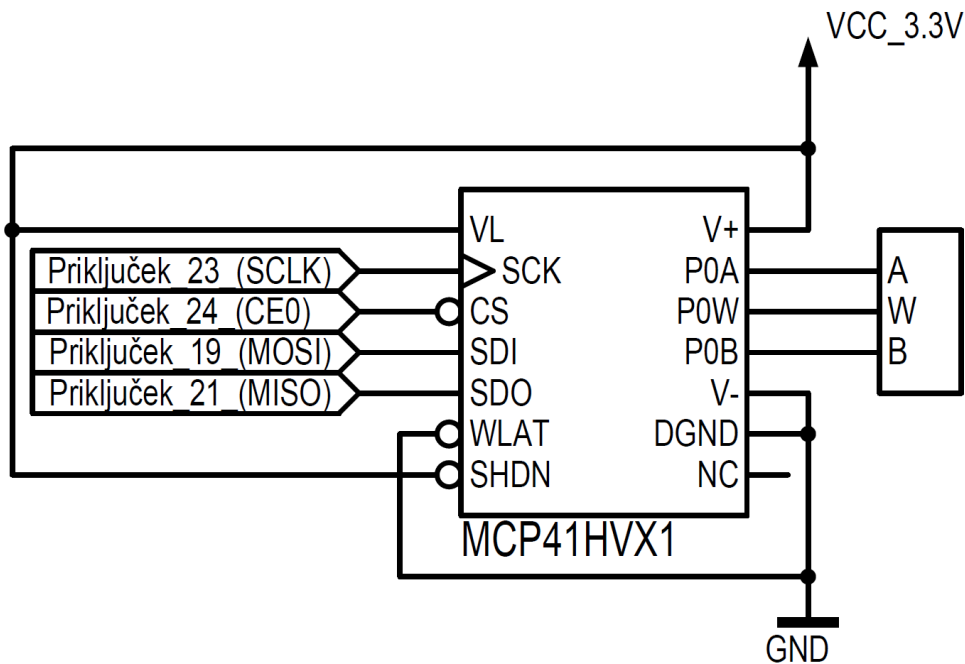 VCC_3.3V
VL
V+
Priključek_23_(SCLK)
SCK
P0A
A
Priključek_24_(CE0)
CS
P0W
W
Priključek_19_(MOSI)
SDI
P0B
B
Priključek_21_(MISO)
SDO
V-
WLAT
DGND
SHDN
NC
MCP41HVX1
GND